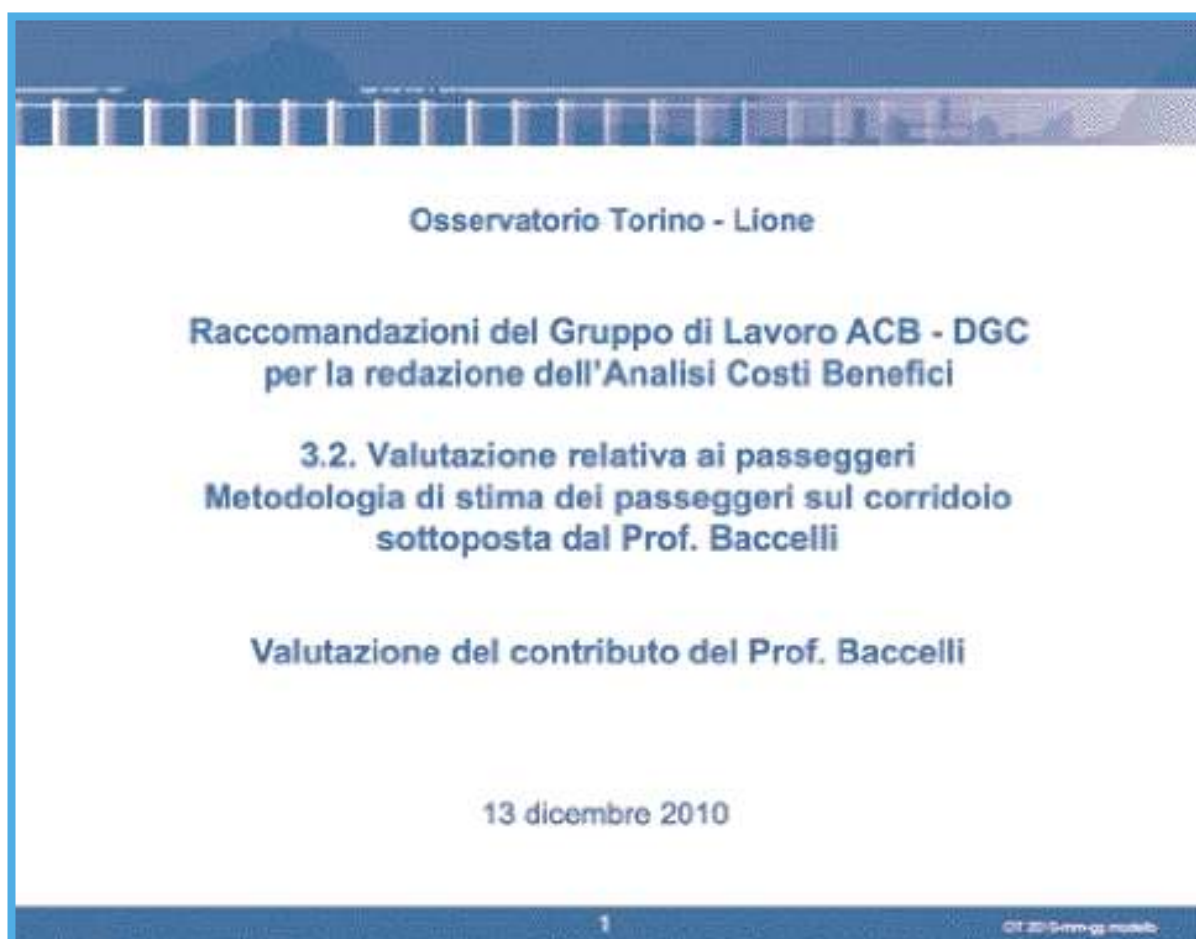 Osservatorio Torino - Lione
Raccomandazioni del Gruppo di Lavoro ACB - DGC
per la redazione dell'Analisi Costi Benefici
3.2. Valutazione relativa ai passeggeri
Metodologia di stima dei passeggeri sul corridoio
sottoposta dal Prof. Baccelli
Valutazione del contributo del Prof. Baccelli
13 dicembre 2010
1